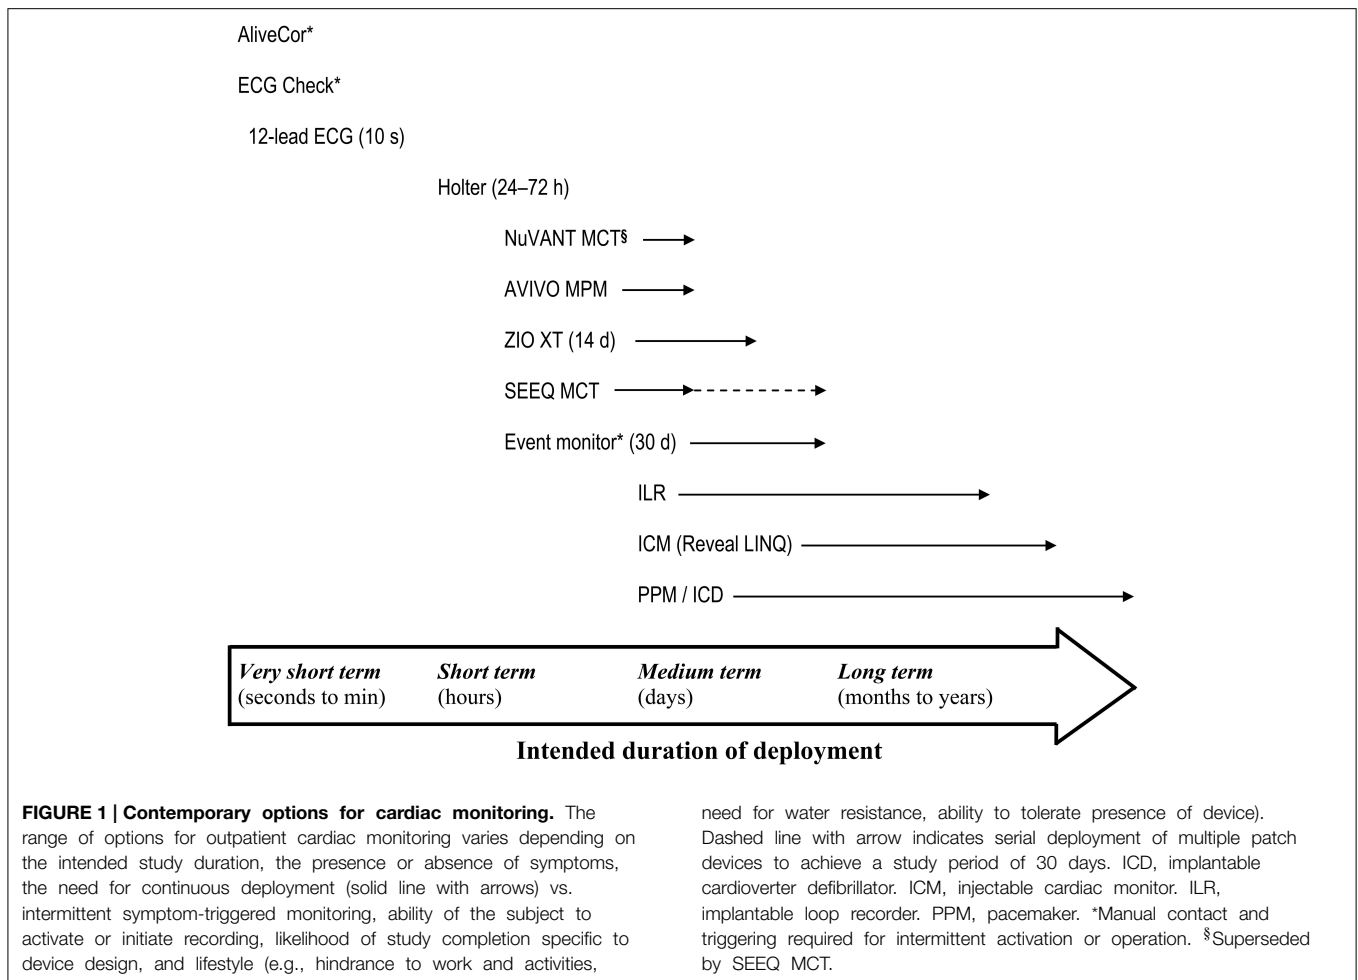 AliveCor*
ECG Check*
12-lead ECG (10 s)
Holter (24–72 h)
NuVANT MCT§
AVIVO MPM
ZIO XT (14 d)
SEEQ MCT
Event monitor* (30 d)
ILR
ICM (Reveal LINQ)
PPM / ICD
Very short term Short term Medium term Long term
(seconds to min) (hours) (days) (months to years)
Intended duration of deployment
FIGURE 1 | Contemporary options for cardiac monitoring. The
range of options for outpatient cardiac monitoring varies depending on
the intended study duration, the presence or absence of symptoms,
the need for continuous deployment (solid line with arrows) vs.
intermittent symptom-triggered monitoring, ability of the subject to
activate or initiate recording, likelihood of study completion specific to
device design, and lifestyle (e.g., hindrance to work and activities,
need for water resistance, ability to tolerate presence of device).
Dashed line with arrow indicates serial deployment of multiple patch
devices to achieve a study period of 30 days. ICD, implantable
cardioverter defibrillator. ICM, injectable cardiac monitor. ILR,
implantable loop recorder. PPM, pacemaker. *Manual contact and
triggering required for intermittent activation or operation. §Superseded
by SEEQ MCT.